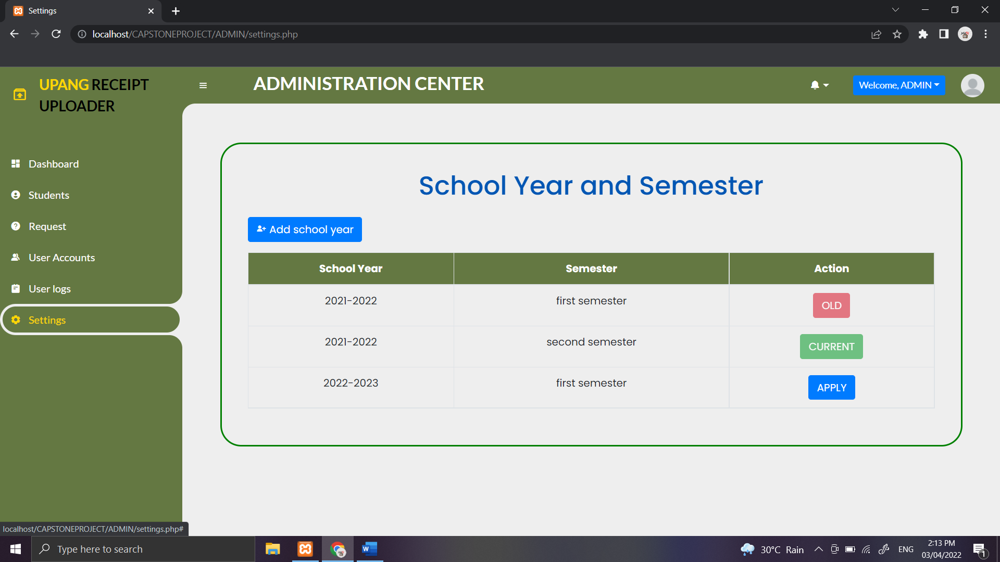 Settings
localhost/CAPSTONEPROJECT/ADMIN/settings.php
UPANG RECEIPT
UPLOADER
ADMINISTRATION CENTER
Welcome, ADMIN
Dashboard
Students
Request
User Accounts
User logs
Settings
School Year and Semester
Add school year
School Year Semester Action
2021-2022 first semester OLD
2021-2022 second semester CURRENT
2022-2023 first semester APPLY
localhost/CAPSTONEPROJECT/ADMIN/settings.php#
Type here to search
30°C Rain
ENG
2:13 PM
03/04/2022
1